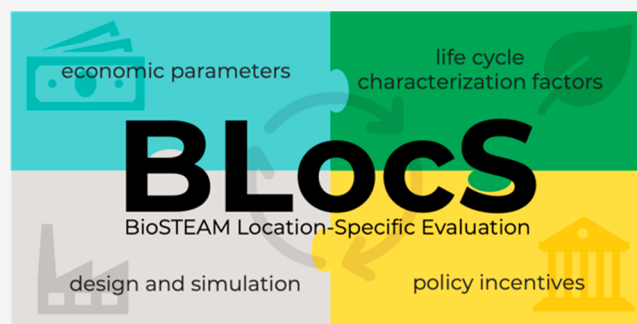 economic parameters
life cycle
characterization factors
BLocS
BioSTEAM Location-Specific Evaluation
design and simulation
policy incentives